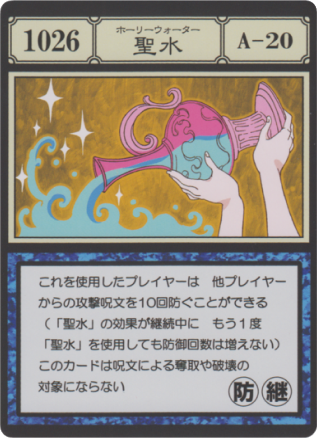 1026
ホーリーウォーター
聖水
A-20
これを使用したプレイヤーは 他プレイヤー
からの攻撃呪文を10回防ぐことができる
(「聖水」の効果が継続中に もう1度
「聖水」を使用しても防御回数は増えない)
このカードは呪文による奪取や破壊の
対象にならない
防 継